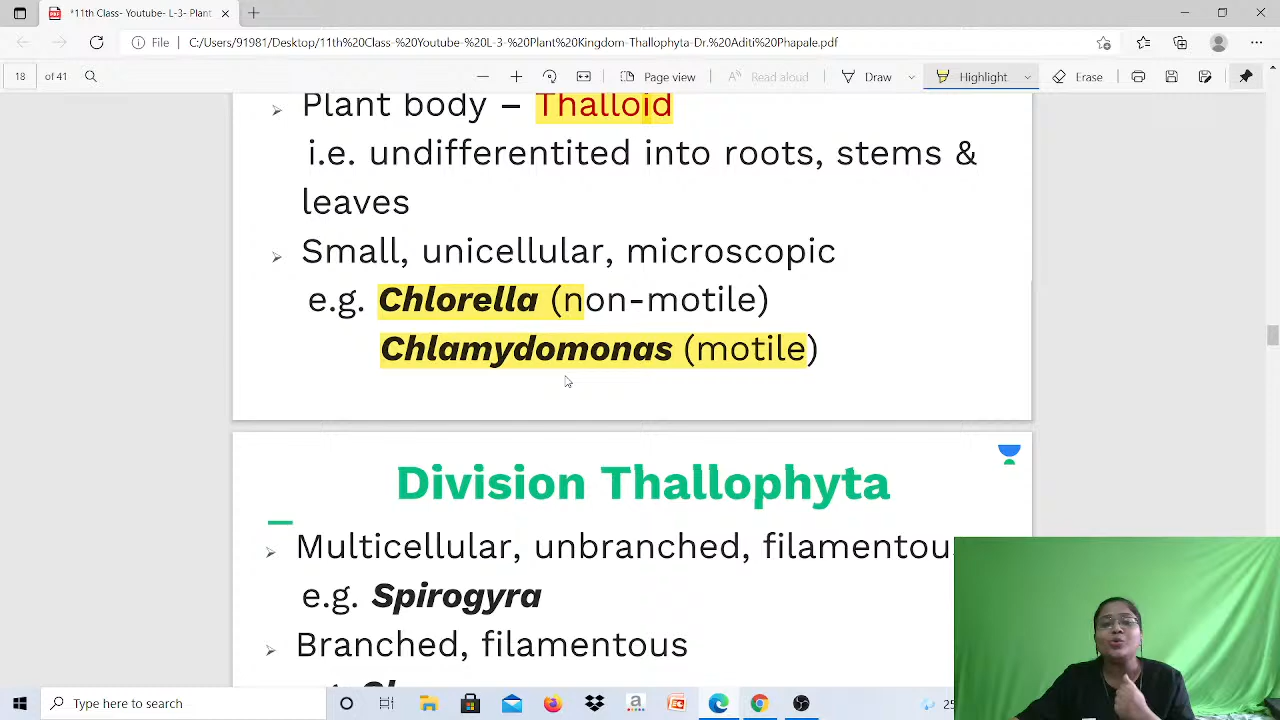 *11th Class- Youtube- L-3- Plant
File
C:/Users/91981/Desktop/11th%20Class-%20Youtube-%20L-3-%20Plant%20Kingdom-Thallophyta-Dr.%20Aditi%20Phapale.pdf
18 of 41
Page view
Read aloud
Draw
Highlight
Erase
Plant body – Thalloid
i.e. undifferentited into roots, stems &
leaves
Small, unicellular, microscopic
e.g. Chlorella (non-motile)
Chlamydomonas (motile)
Division Thallophyta
Multicellular, unbranched, filamentous
e.g. Spirogyra
Branched, filamentous
Type here to search